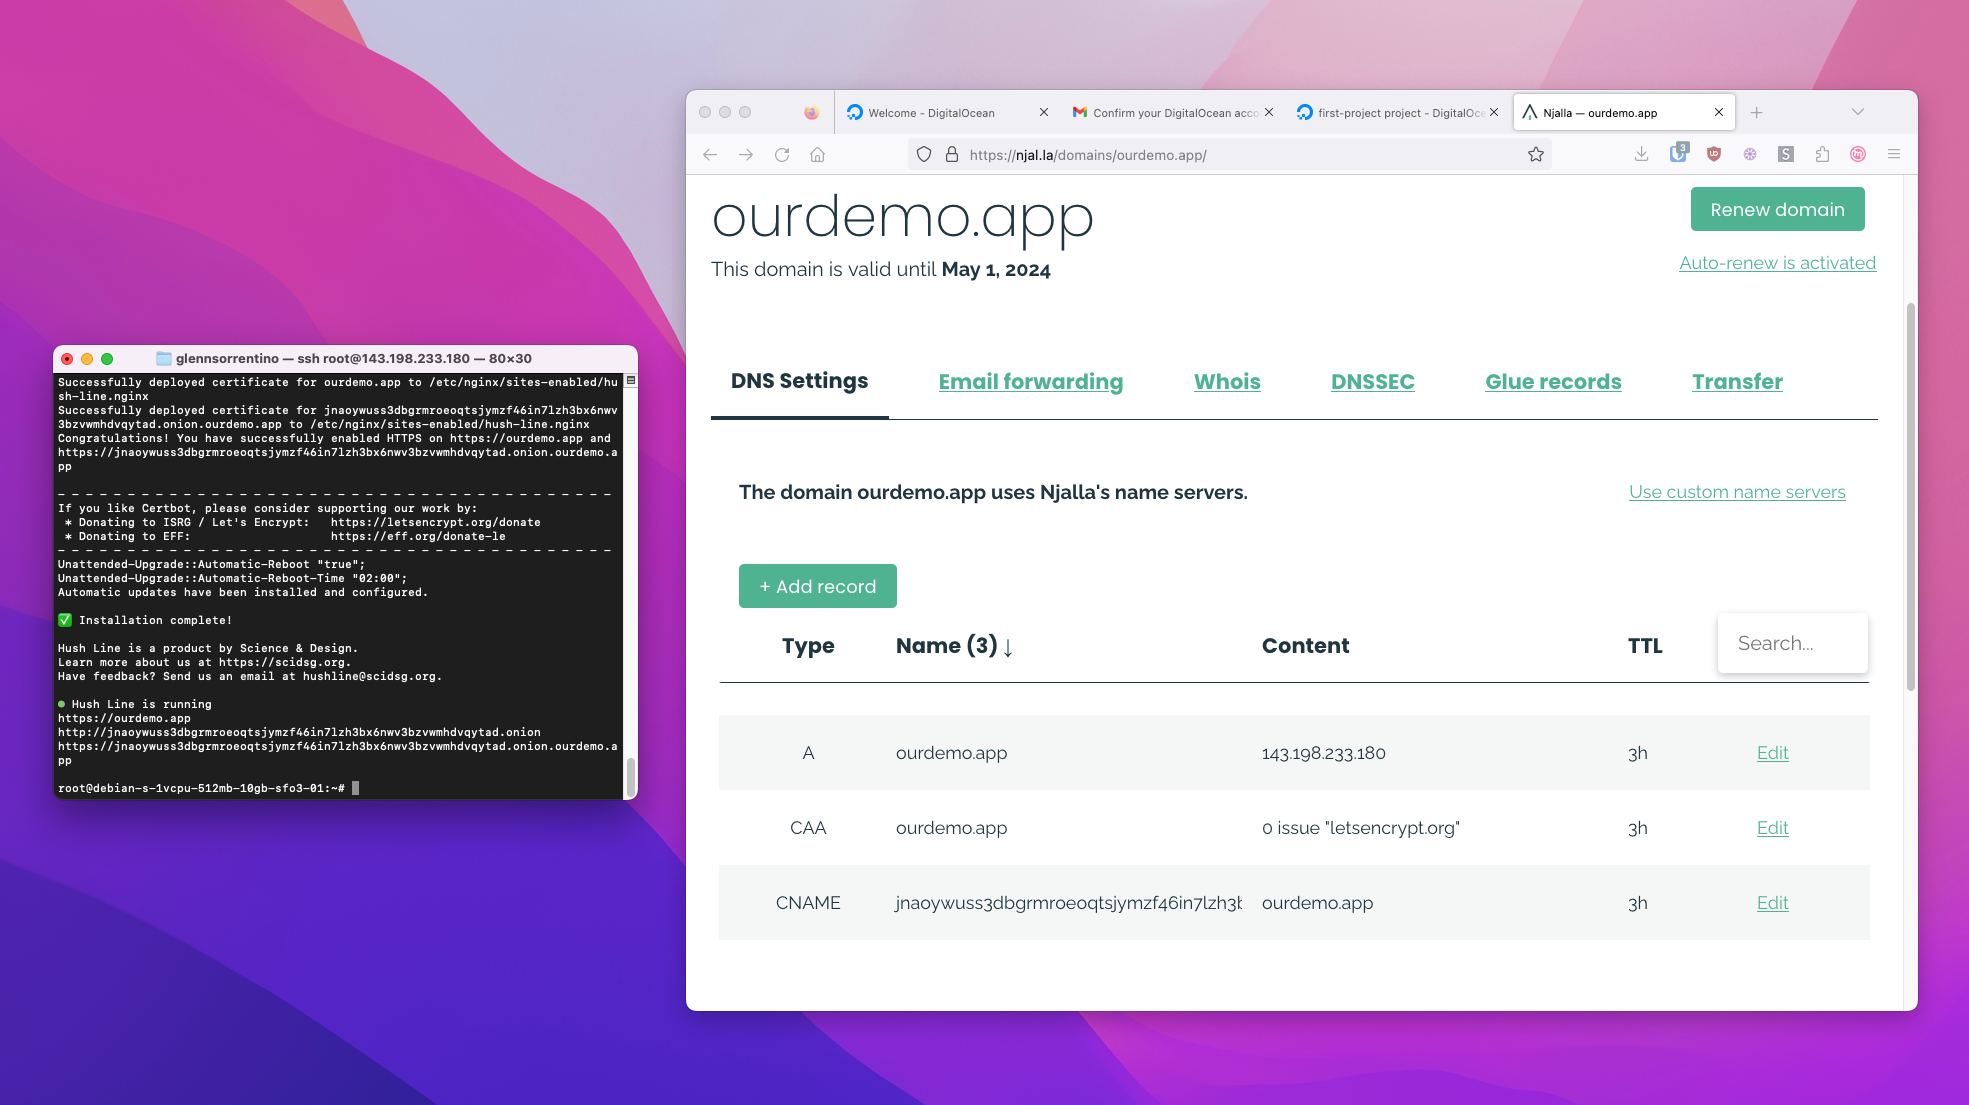 glennsorrentino — ssh root@143.198.233.180 — 80×30
Successfully deployed certificate for ourdemo.app to /etc/nginx/sites-enabled/hu
sh-line.nginx
Successfully deployed certificate for jnaoywuss3dbgrmroeoqtsjymzf46in7lzh3bx6nwv
3bzvwmhdvqytad.onion.ourdemo.app to /etc/nginx/sites-enabled/hush-line.nginx
Congratulations! You have successfully enabled HTTPS on https://ourdemo.app and
https://jnaoywuss3dbgrmroeoqtsjymzf46in7lzh3bx6nwv3bzvwmhdvqytad.onion.ourdemo.a
pp
- - - - - - - - - - - - - - - - - - - - - - - - - - - - - - - - - - - - - - - -
If you like Certbot, please consider supporting our work by:
* Donating to ISRG / Let's Encrypt: https://letsencrypt.org/donate
* Donating to EFF: https://eff.org/donate-le
- - - - - - - - - - - - - - - - - - - - - - - - - - - - - - - - - - - - - - - -
Unattended-Upgrade::Automatic-Reboot "true";
Unattended-Upgrade::Automatic-Reboot-Time "02:00";
Automatic updates have been installed and configured.
✅ Installation complete!
Hush Line is a product by Science & Design.
Learn more about us at https://scidsg.org.
Have feedback? Send us an email at hushline@scidsg.org.
● Hush Line is running
https://ourdemo.app
http://jnaoywuss3dbgrmroeoqtsjymzf46in7lzh3bx6nwv3bzvwmhdvqytad.onion
https://jnaoywuss3dbgrmroeoqtsjymzf46in7lzh3bx6nwv3bzvwmhdvqytad.onion.ourdemo.a
pp
root@debian-s-1vcpu-512mb-10gb-sfo3-01:~#
Welcome - DigitalOcean
Confirm your DigitalOcean acco
first-project project - DigitalOce
Njalla — ourdemo.app
https://njal.la/domains/ourdemo.app/
3
S
ourdemo.app
Renew domain
This domain is valid until May 1, 2024
Auto-renew is activated
DNS Settings Email forwarding Whois DNSSEC Glue records Transfer
The domain ourdemo.app uses Njalla's name servers.
Use custom name servers
+ Add record
Type Name (3) ↓ Content TTL Search...
A ourdemo.app 143.198.233.180 3h Edit
CAA ourdemo.app 0 issue "letsencrypt.org" 3h Edit
CNAME jnaoywuss3dbgrmroeoqtsjymzf46in7lzh3b ourdemo.app 3h Edit